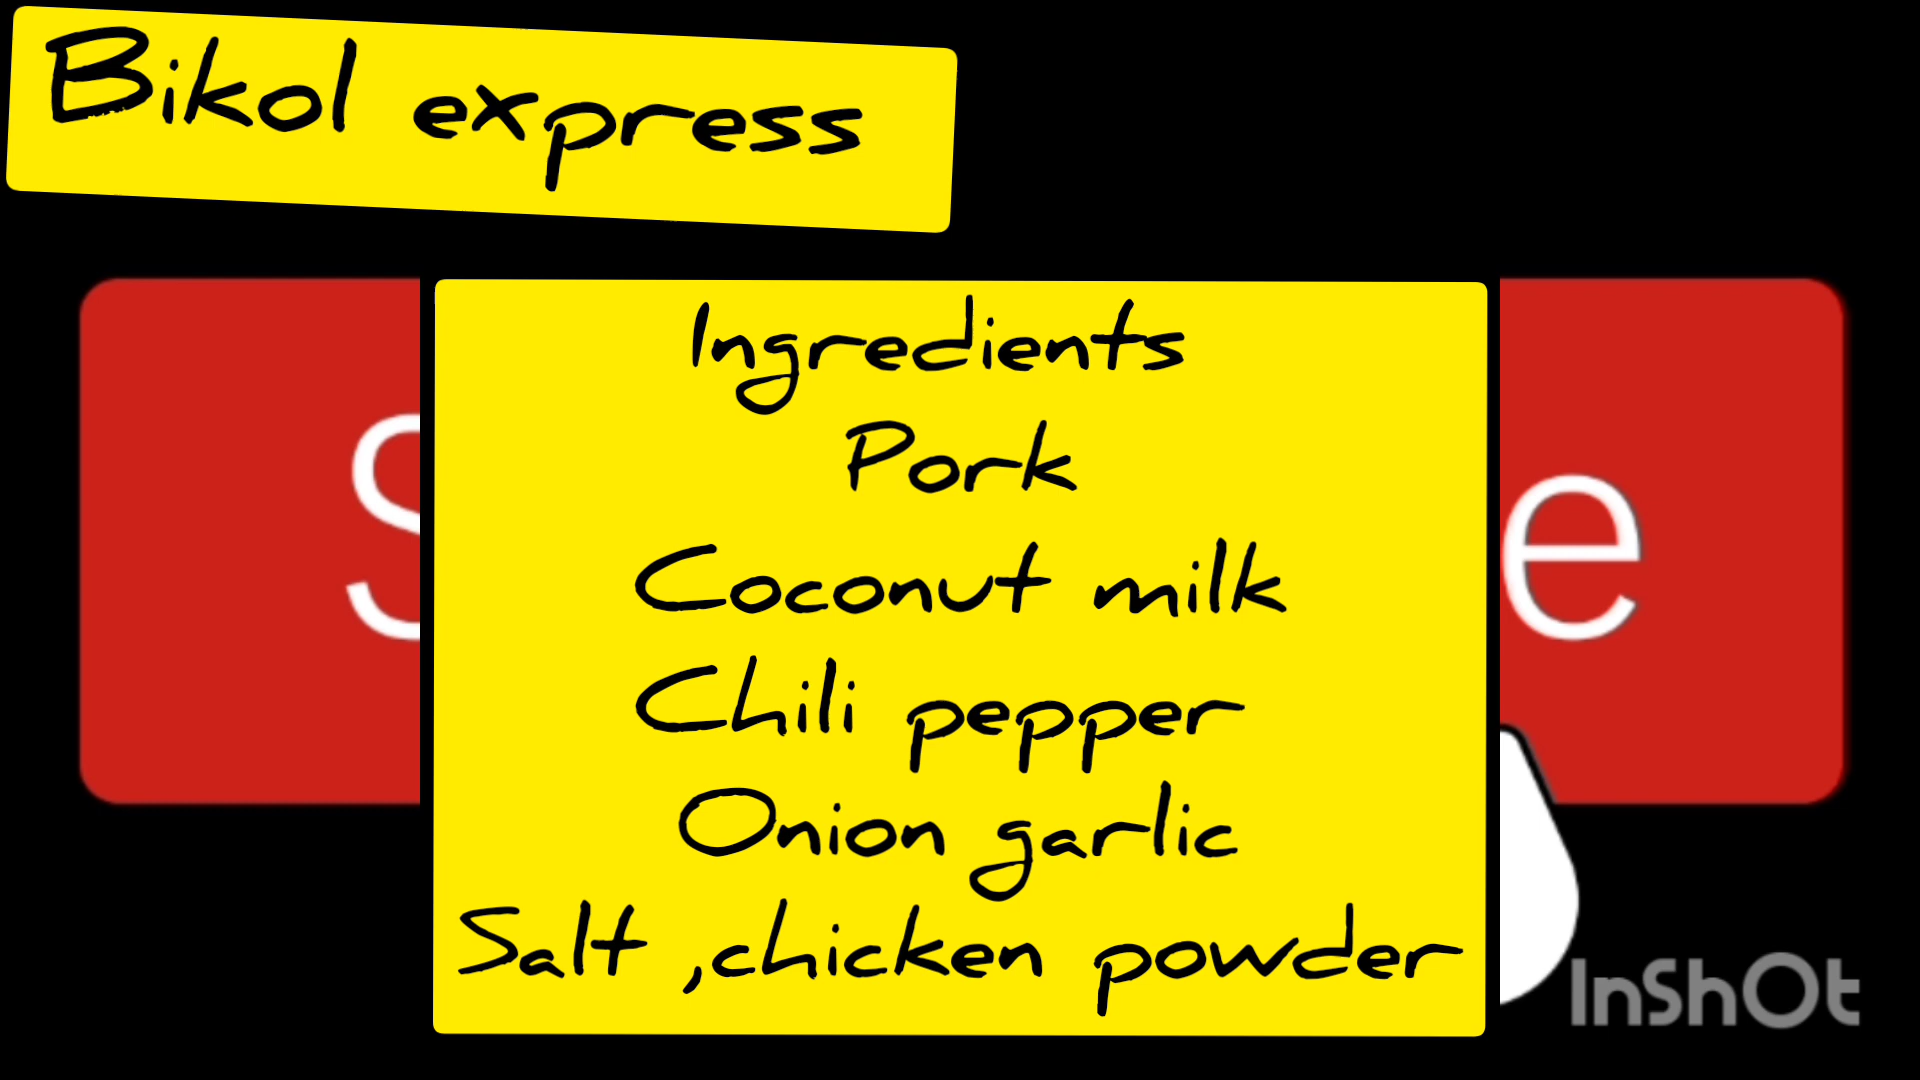 Bikol express
Ingredients
Pork
Coconut milk
Chili pepper
Onion garlic
Salt ,chicken powder
S
e
InShOt